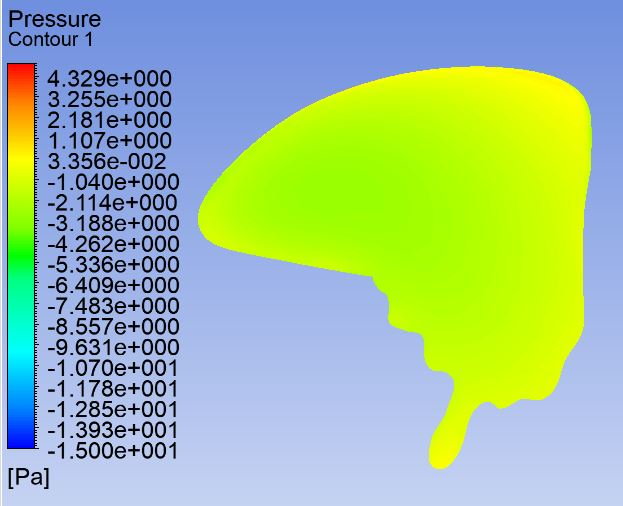 Pressure
Contour 1
4.329e+000
3.255e+000
2.181e+000
1.107e+000
3.356e-002
-1.040e+000
-2.114e+000
-3.188e+000
-4.262e+000
-5.336e+000
-6.409e+000
-7.483e+000
-8.557e+000
-9.631e+000
-1.070e+001
-1.178e+001
-1.285e+001
-1.393e+001
-1.500e+001
[Pa]